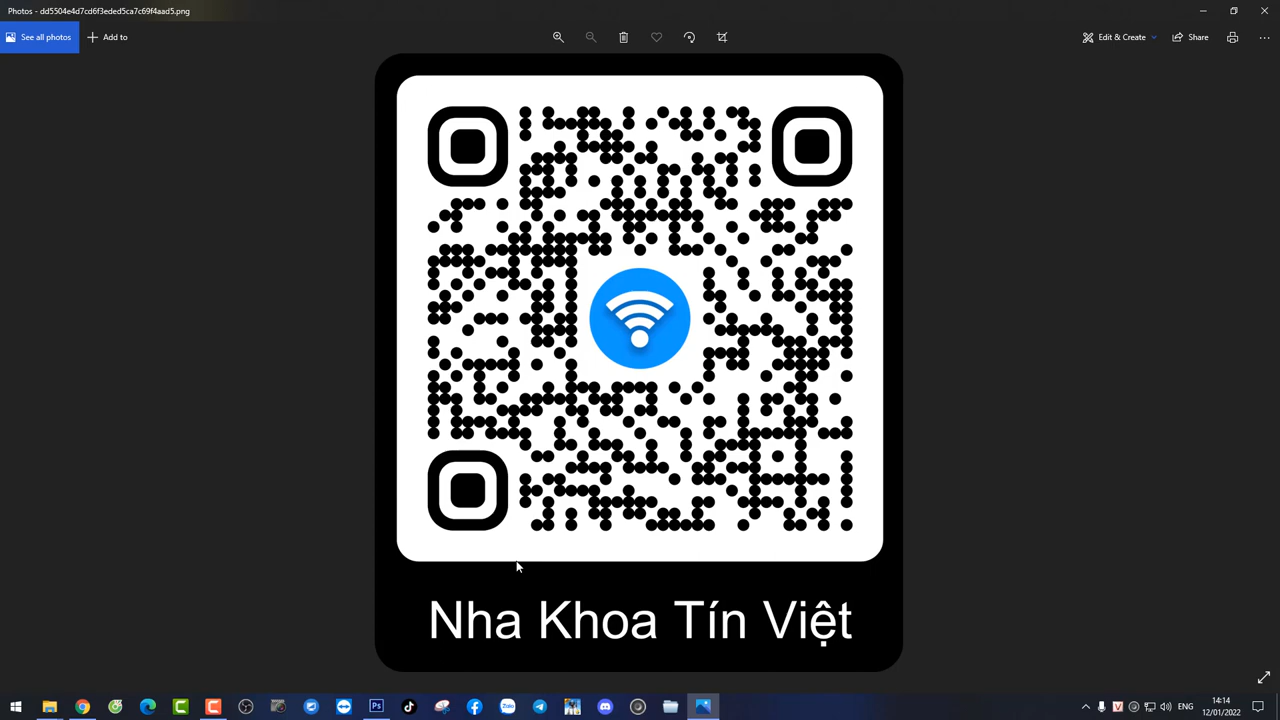 Photos - dd5504e4d7cd6f3eded5ca7c69f4aad5.png
See all photos
Add to
Edit & Create
Share
Nha Khoa Tín Việt
ENG
14:14
12/01/2022